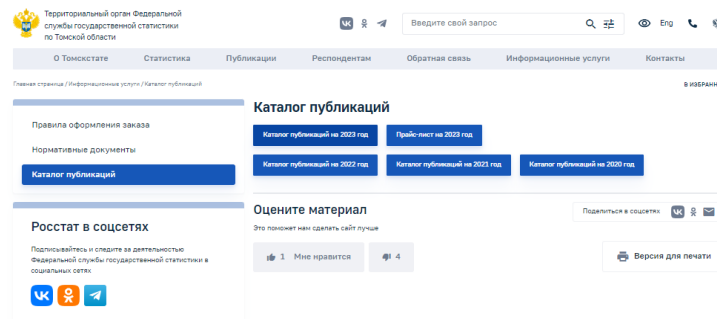 Территориальный орган Федеральной
службы государственной статистики
по Томской области
Введите свой запрос
Eng
О Томскстате Статистика Публикации Респондентам Обратная связь Информационные услуги Контакты
Главная страница / Информационные услуги / Каталог публикаций
В ИЗБРАНН
Правила оформления заказа
Нормативные документы
Каталог публикаций
Каталог публикаций
Каталог публикаций на 2023 год Прайс-лист на 2023 год
Каталог публикаций на 2022 год Каталог публикаций на 2021 год Каталог публикаций на 2020 год
Росстат в соцсетях
Подписывайтесь и следите за деятельностью
Федеральной службы государственной статистики в
социальных сетях
Оцените материал
Это поможет нам сделать сайт лучше
1 Мне нравится 4
Поделиться в соцсетях
Версия для печати